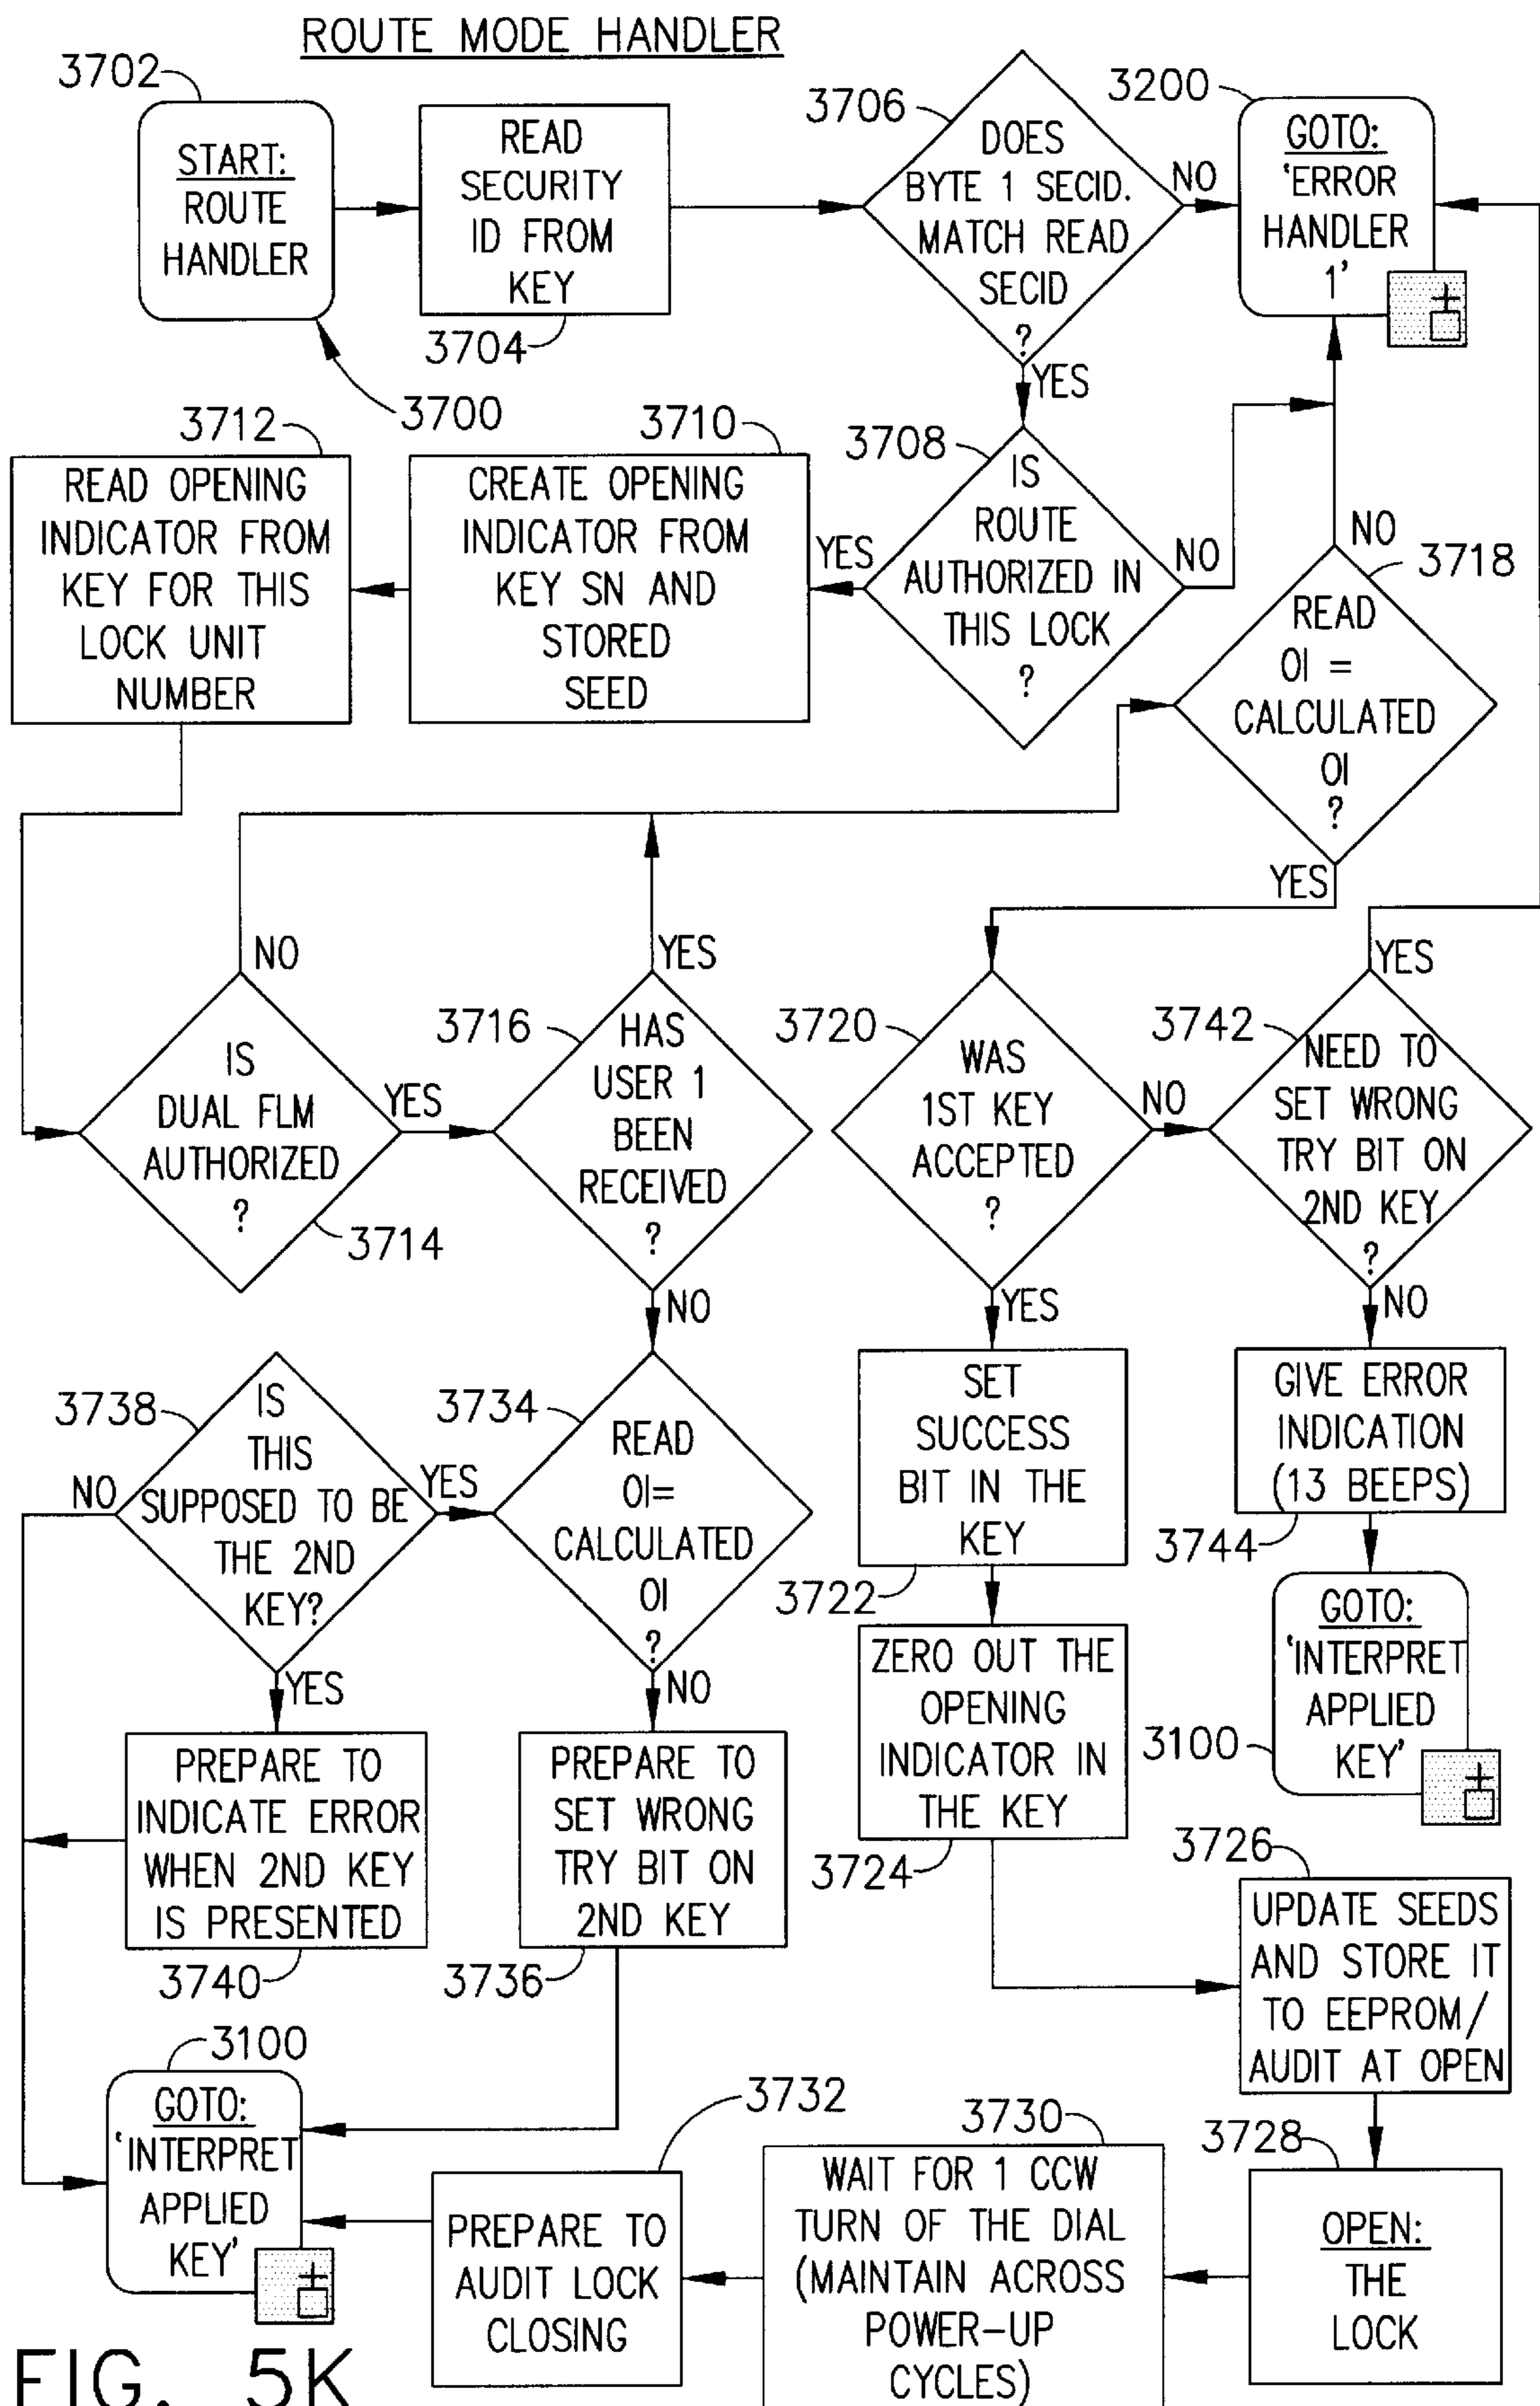 ROUTE MODE HANDLER
3702
START:
ROUTE
HANDLER
3700
READ
SECURITY
ID FROM
KEY
3704
3706
DOES
BYTE 1 SECID.
MATCH READ
SECID
?
NO
YES
3200
GOTO:
'ERROR
HANDLER
1'
3712
READ OPENING
INDICATOR FROM
KEY FOR THIS
LOCK UNIT
NUMBER
3710
CREATE OPENING
INDICATOR FROM
KEY SN AND
STORED
SEED
YES
3708
IS
ROUTE
AUTHORIZED IN
THIS LOCK
?
NO
NO
3718
READ
OI =
CALCULATED
OI
?
YES
NO
IS
DUAL FLM
AUTHORIZED
?
3714
YES
YES
3716
HAS
USER 1
BEEN
RECEIVED
?
NO
3720
WAS
1ST KEY
ACCEPTED
?
NO
YES
YES
3742
NEED TO
SET WRONG
TRY BIT ON
2ND KEY
?
NO
3738
IS
THIS
SUPPOSED TO BE
THE 2ND
KEY?
NO
YES
YES
3734
READ
OI=
CALCULATED
OI
?
NO
SET
SUCCESS
BIT IN THE
KEY
3722
GIVE ERROR
INDICATION
(13 BEEPS)
3744
GOTO:
'INTERPRET
APPLIED
KEY'
3100
PREPARE TO
INDICATE ERROR
WHEN 2ND KEY
IS PRESENTED
3740
PREPARE TO
SET WRONG
TRY BIT ON
2ND KEY
3736
ZERO OUT THE
OPENING
INDICATOR IN
THE KEY
3724
3726
UPDATE SEEDS
AND STORE IT
TO EEPROM/
AUDIT AT OPEN
3100
GOTO:
'INTERPRET
APPLIED
KEY'
3732
PREPARE TO
AUDIT LOCK
CLOSING
3730
WAIT FOR 1 CCW
TURN OF THE DIAL
(MAINTAIN ACROSS
POWER-UP
CYCLES)
3728
OPEN:
THE
LOCK
FIG. 5K